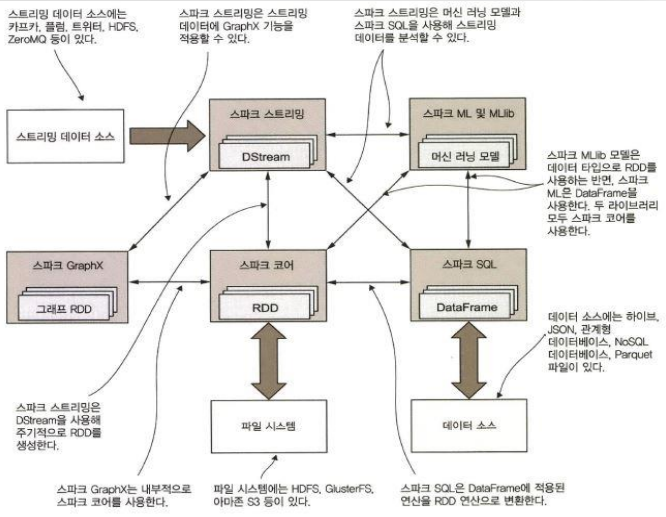 스트리밍 데이터 소스에는
카프카, 플럼, 트위터, HDFS,
ZeroMQ 등이 있다.
스파크 스트리밍은 스트리밍
데이터에 GraphX 기능을
적용할 수 있다.
스파크 스트리밍은 머신 러닝 모델과
스파크 SQL을 사용해 스트리밍
데이터를 분석할 수 있다.
스트리밍 데이터 소스
스파크 스트리밍
DStream
스파크 ML 및 MLlib
머신 러닝 모델
스파크 MLlib 모델은
데이터 타입으로 RDD를
사용하는 반면, 스파크
ML은 DataFrame을
사용한다. 두 라이브러리
모두 스파크 코어를
사용한다.
스파크 GraphX
그래프 RDD
스파크 코어
RDD
스파크 SQL
DataFrame
데이터 소스에는 하이브,
JSON, 관계형
데이터베이스, NoSQL
데이터베이스, Parquet
파일이 있다.
스파크 스트리밍은
DStream을 사용해
주기적으로 RDD를
생성한다.
파일 시스템
데이터 소스
스파크 GraphX는 내부적으로
스파크 코어를 사용한다.
파일 시스템에는 HDFS, GlusterFS,
아마존 S3 등이 있다.
스파크 SQL은 DataFrame에 적용된
연산을 RDD 연산으로 변환한다.